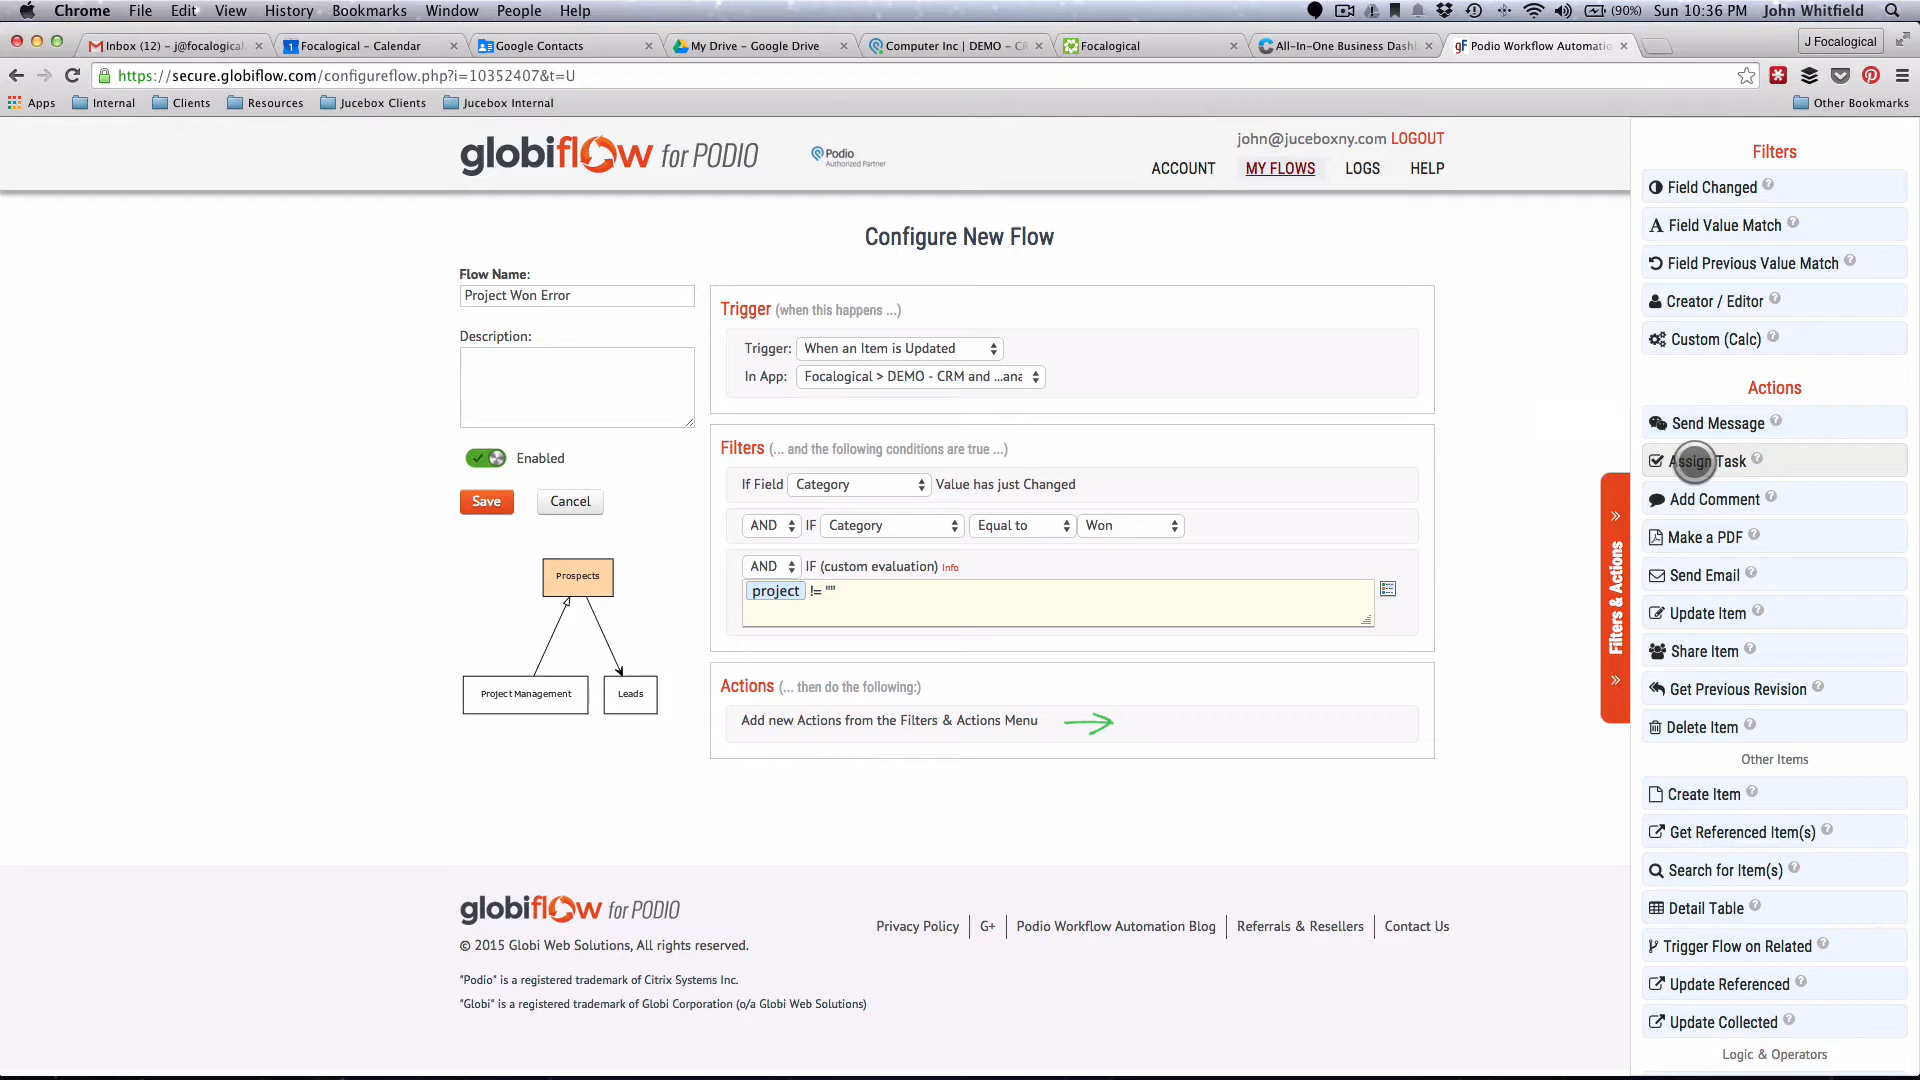 Chrome File Edit View History Bookmarks Window People Help (90%) Sun 10:36 PM John Whitfield
Inbox (12) – j@focalogical.
Focalogical – Calendar
Google Contacts
My Drive – Google Drive
Computer Inc | DEMO – CR
Focalogical
All-In-One Business Dash
gF Podio Workflow Automatio
J Focalogical
https://secure.globiflow.com/configureflow.php?i=10352407&t=U
Apps Internal Clients Resources Jucebox Clients Jucebox Internal Other Bookmarks
globiflow for PODIO
Podio
Authorized Partner
john@juceboxny.com LOGOUT
ACCOUNT MY FLOWS LOGS HELP
Configure New Flow
Flow Name:
Project Won Error
Description:
Enabled
Save Cancel
Prospects
Project Management Leads
Trigger (when this happens ...)
Trigger: When an Item is Updated
In App: Focalogical > DEMO - CRM and ...ana
Filters (... and the following conditions are true ...)
If Field Category Value has just Changed
AND IF Category Equal to Won
AND IF (custom evaluation) Info
project != ""
Actions (... then do the following:)
Add new Actions from the Filters & Actions Menu
Filters & Actions
Filters
Field Changed
Field Value Match
Field Previous Value Match
Creator / Editor
Custom (Calc)
Actions
Send Message
Assign Task
Add Comment
Make a PDF
Send Email
Update Item
Share Item
Get Previous Revision
Delete Item
Other Items
Create Item
Get Referenced Item(s)
Search for Item(s)
Detail Table
Trigger Flow on Related
Update Referenced
Update Collected
Logic & Operators
globiflow for PODIO
Privacy Policy G+ Podio Workflow Automation Blog Referrals & Resellers Contact Us
© 2015 Globi Web Solutions, All rights reserved.
"Podio" is a registered trademark of Citrix Systems Inc.
"Globi" is a registered trademark of Globi Corporation (o/a Globi Web Solutions)